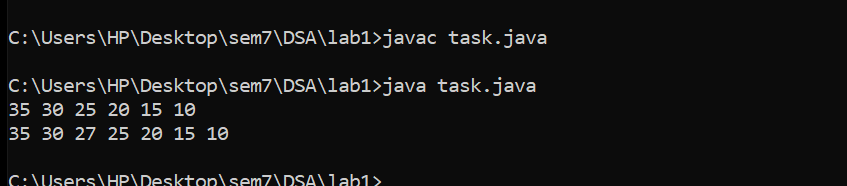 C:\Users\HP\Desktop\sem7\DSA\lab1>javac task.java
C:\Users\HP\Desktop\sem7\DSA\lab1>java task.java
35 30 25 20 15 10
35 30 27 25 20 15 10
C:\Users\HP\Desktop\sem7\DSA\lab1>